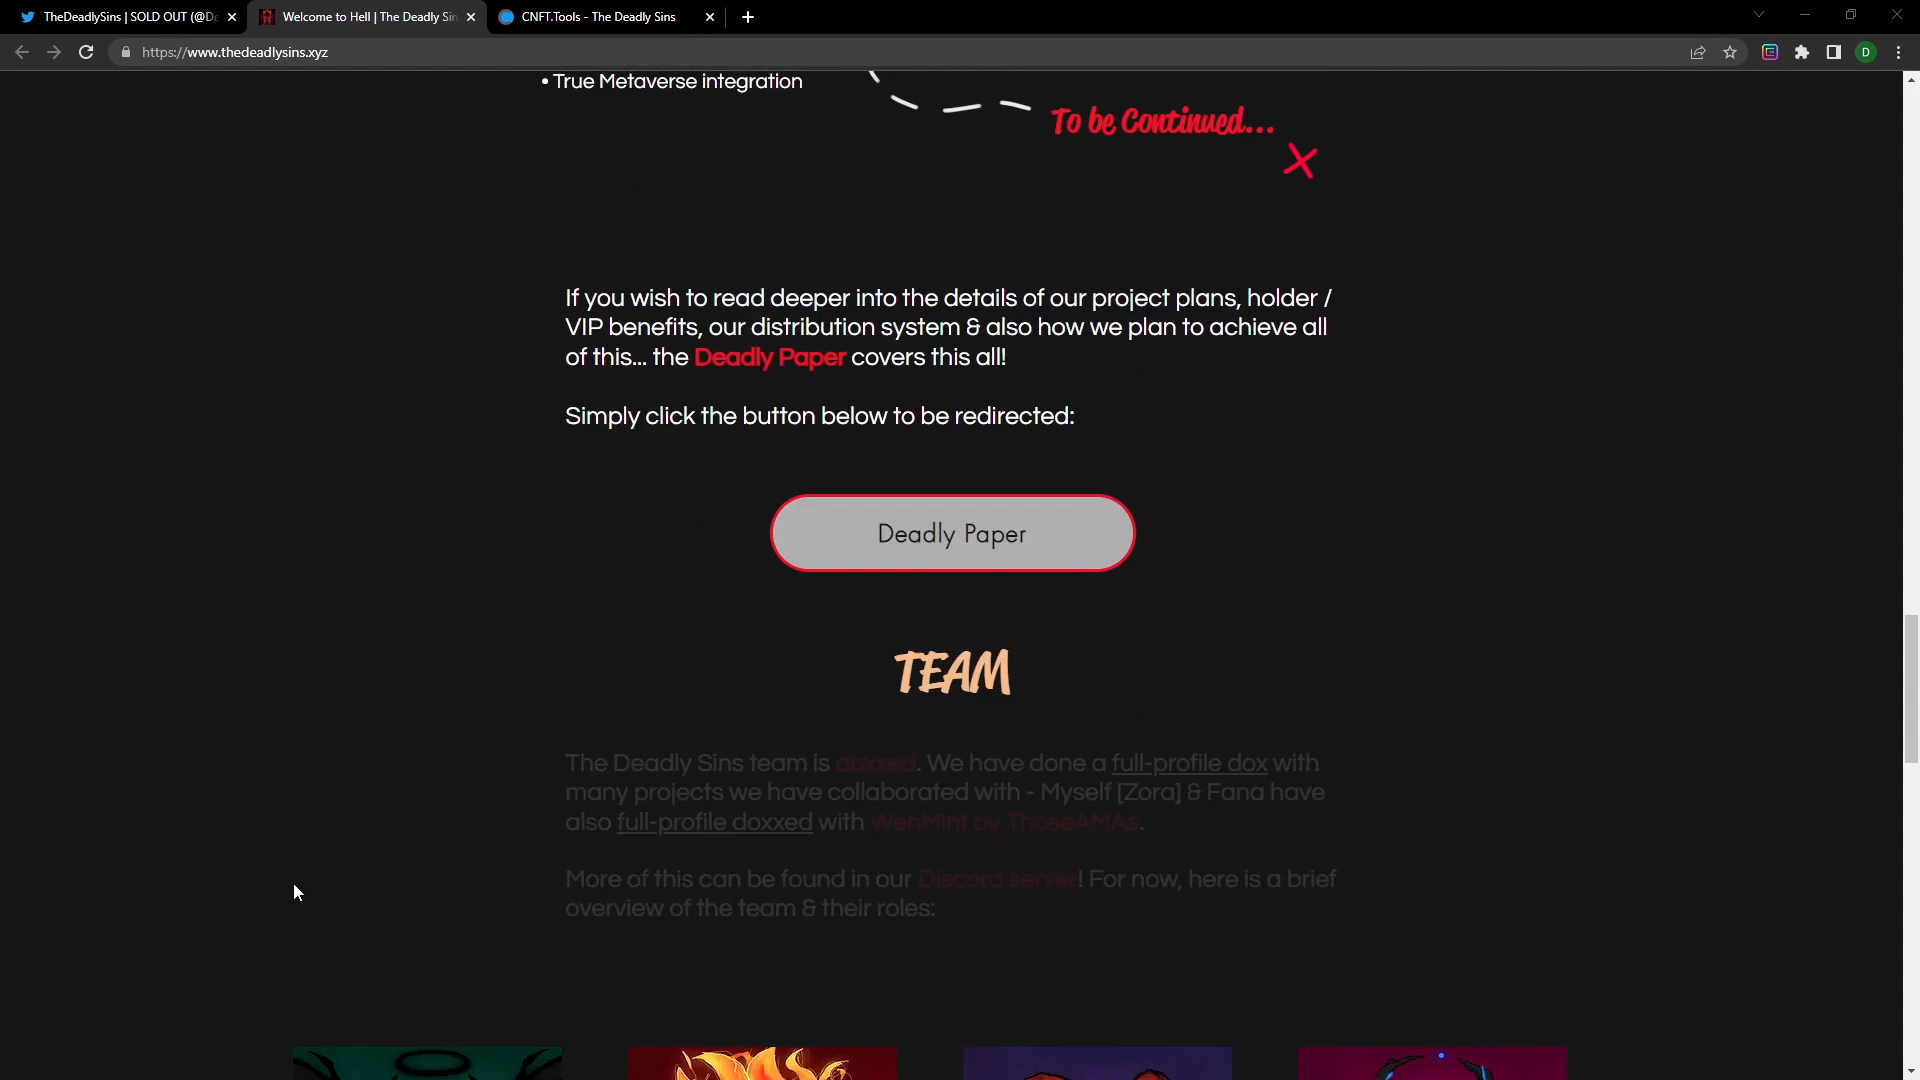 TheDeadlySins | SOLD OUT (@De
Welcome to Hell | The Deadly Sin
CNFT.Tools - The Deadly Sins
https://www.thedeadlysins.xyz
D
• True Metaverse integration
To be Continued...
If you wish to read deeper into the details of our project plans, holder /
VIP benefits, our distribution system & also how we plan to achieve all
of this... the Deadly Paper covers this all!
Simply click the button below to be redirected:
Deadly Paper
TEAM
The Deadly Sins team is doxxed. We have done a full-profile dox with
many projects we have collaborated with - Myself [Zora] & Fana have
also full-profile doxxed with WenMint by ThoseAMAs.
More of this can be found in our Discord server! For now, here is a brief
overview of the team & their roles: